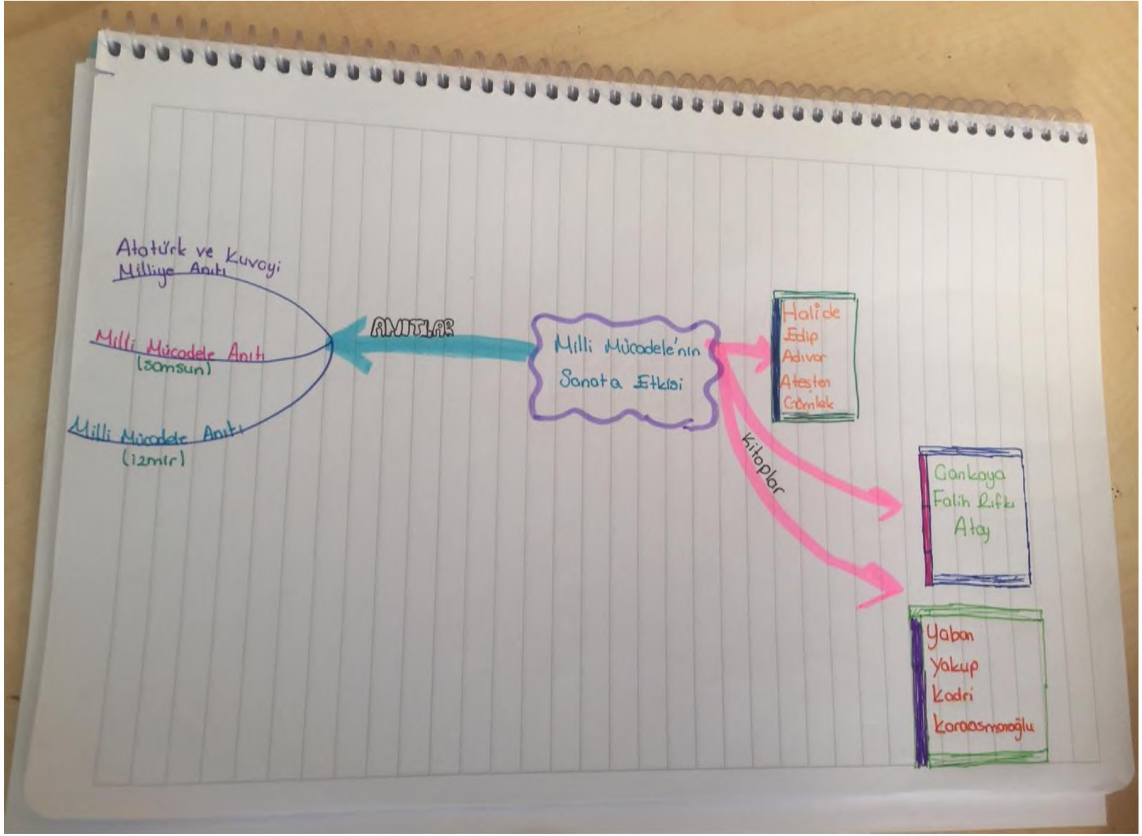 Atatürk ve Kuvayi
Milliye Anıtı
Milli Mücadele Anıtı
(Samsun)
Milli Mücadele Anıtı
(izmir)
ANITLAR
Milli Mücadele'nin
Sanata Etkisi
Kitaplar
Halide
Edip
Adıvar
Ateşten
Gömlek
Çankaya
Falih Rıfkı
Atay
Yaban
Yakup
Kadri
Karaosmanoğlu